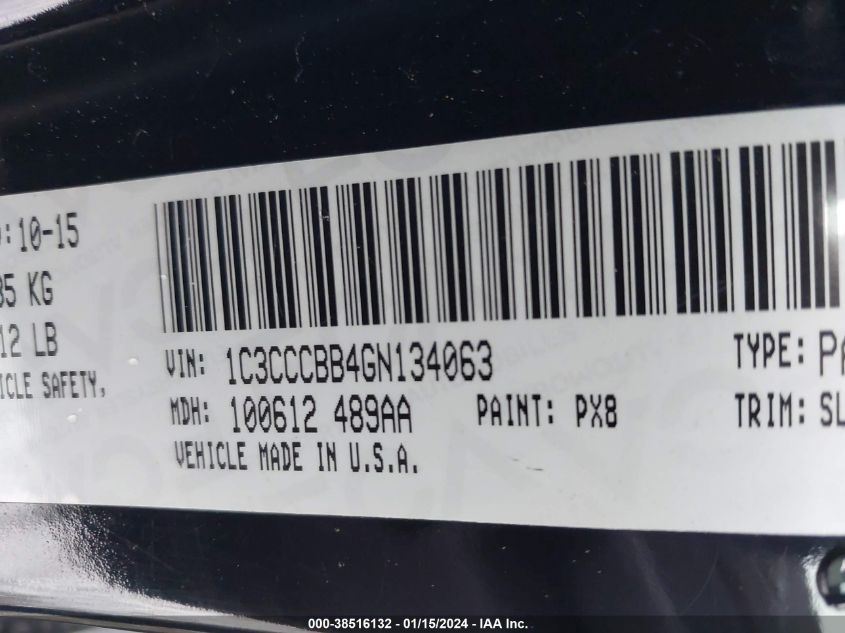 : 10-15
85 KG
12 LB
ICLE SAFETY,
VIN: 1C3CCCBB4GN134063
TYPE: PA
MDH: 100612 489AA
PAINT: PX8
TRIM: SL
VEHICLE MADE IN U.S.A.
000-38516132 - 01/15/2024 - IAA Inc.